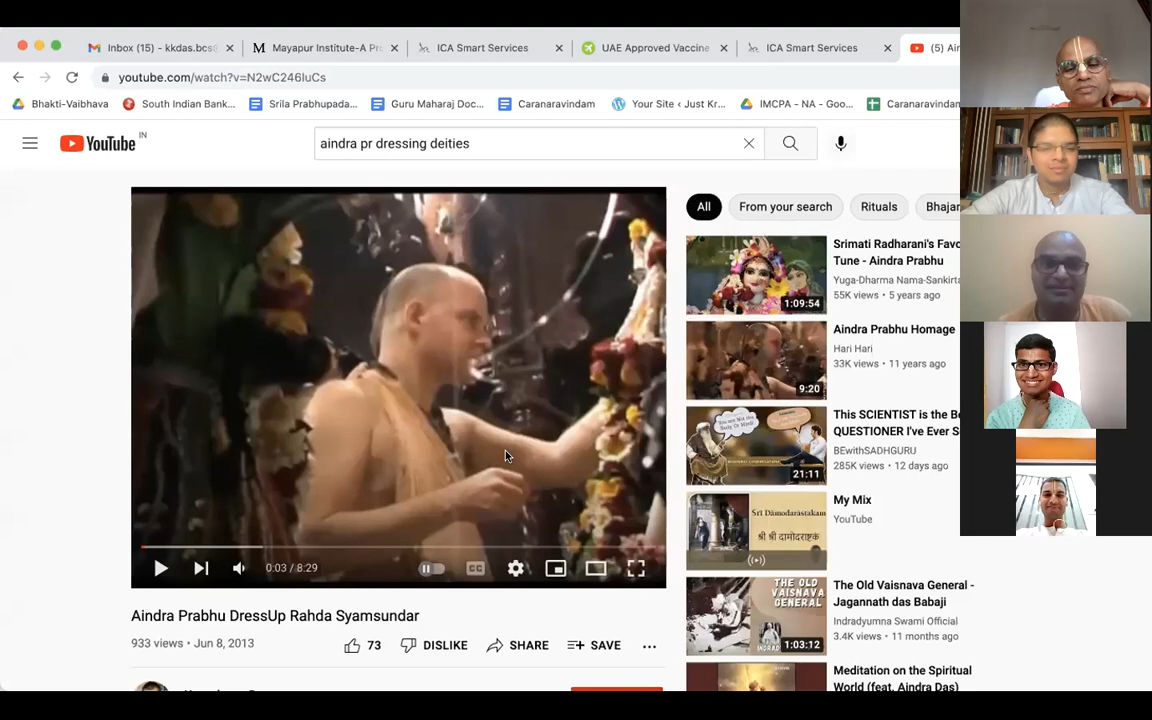 Inbox (15) - kkdas.bcs
Mayapur Institute-A Pr
ICA Smart Services
UAE Approved Vaccine
ICA Smart Services
(5) Ai
youtube.com/watch?v=N2wC246IuCs
Bhakti-Vaibhava
South Indian Bank...
Srila Prabhupada...
Guru Maharaj Doc...
Caranaravindam
Your Site ‹ Just Kr...
IMCPA - NA - Goo...
Caranaravindam
YouTube IN
aindra pr dressing deities
All
From your search
Rituals
Bhajan
Srimati Radharani's Favo
Tune - Aindra Prabhu
Yuga-Dharma Nama-Sankirta
55K views • 5 years ago
1:09:54
Aindra Prabhu Homage
Hari Hari
33K views • 11 years ago
9:20
This SCIENTIST is the Be
QUESTIONER I've Ever S
BEwithSADHGURU
285K views • 12 days ago
21:11
My Mix
YouTube
Srī Dāmodarāṣṭakam
श्री श्री दामोदराष्टकं
0:03 / 8:29
CC
The Old Vaisnava General -
Jagannath das Babaji
Indradyumna Swami Official
3.4K views • 11 months ago
THE OLD
VAISNAVA
GENERAL
1:03:12
Aindra Prabhu DressUp Rahda Syamsundar
933 views • Jun 8, 2013
73
DISLIKE
SHARE
SAVE
Meditation on the Spiritual
World (feat. Aindra Das)